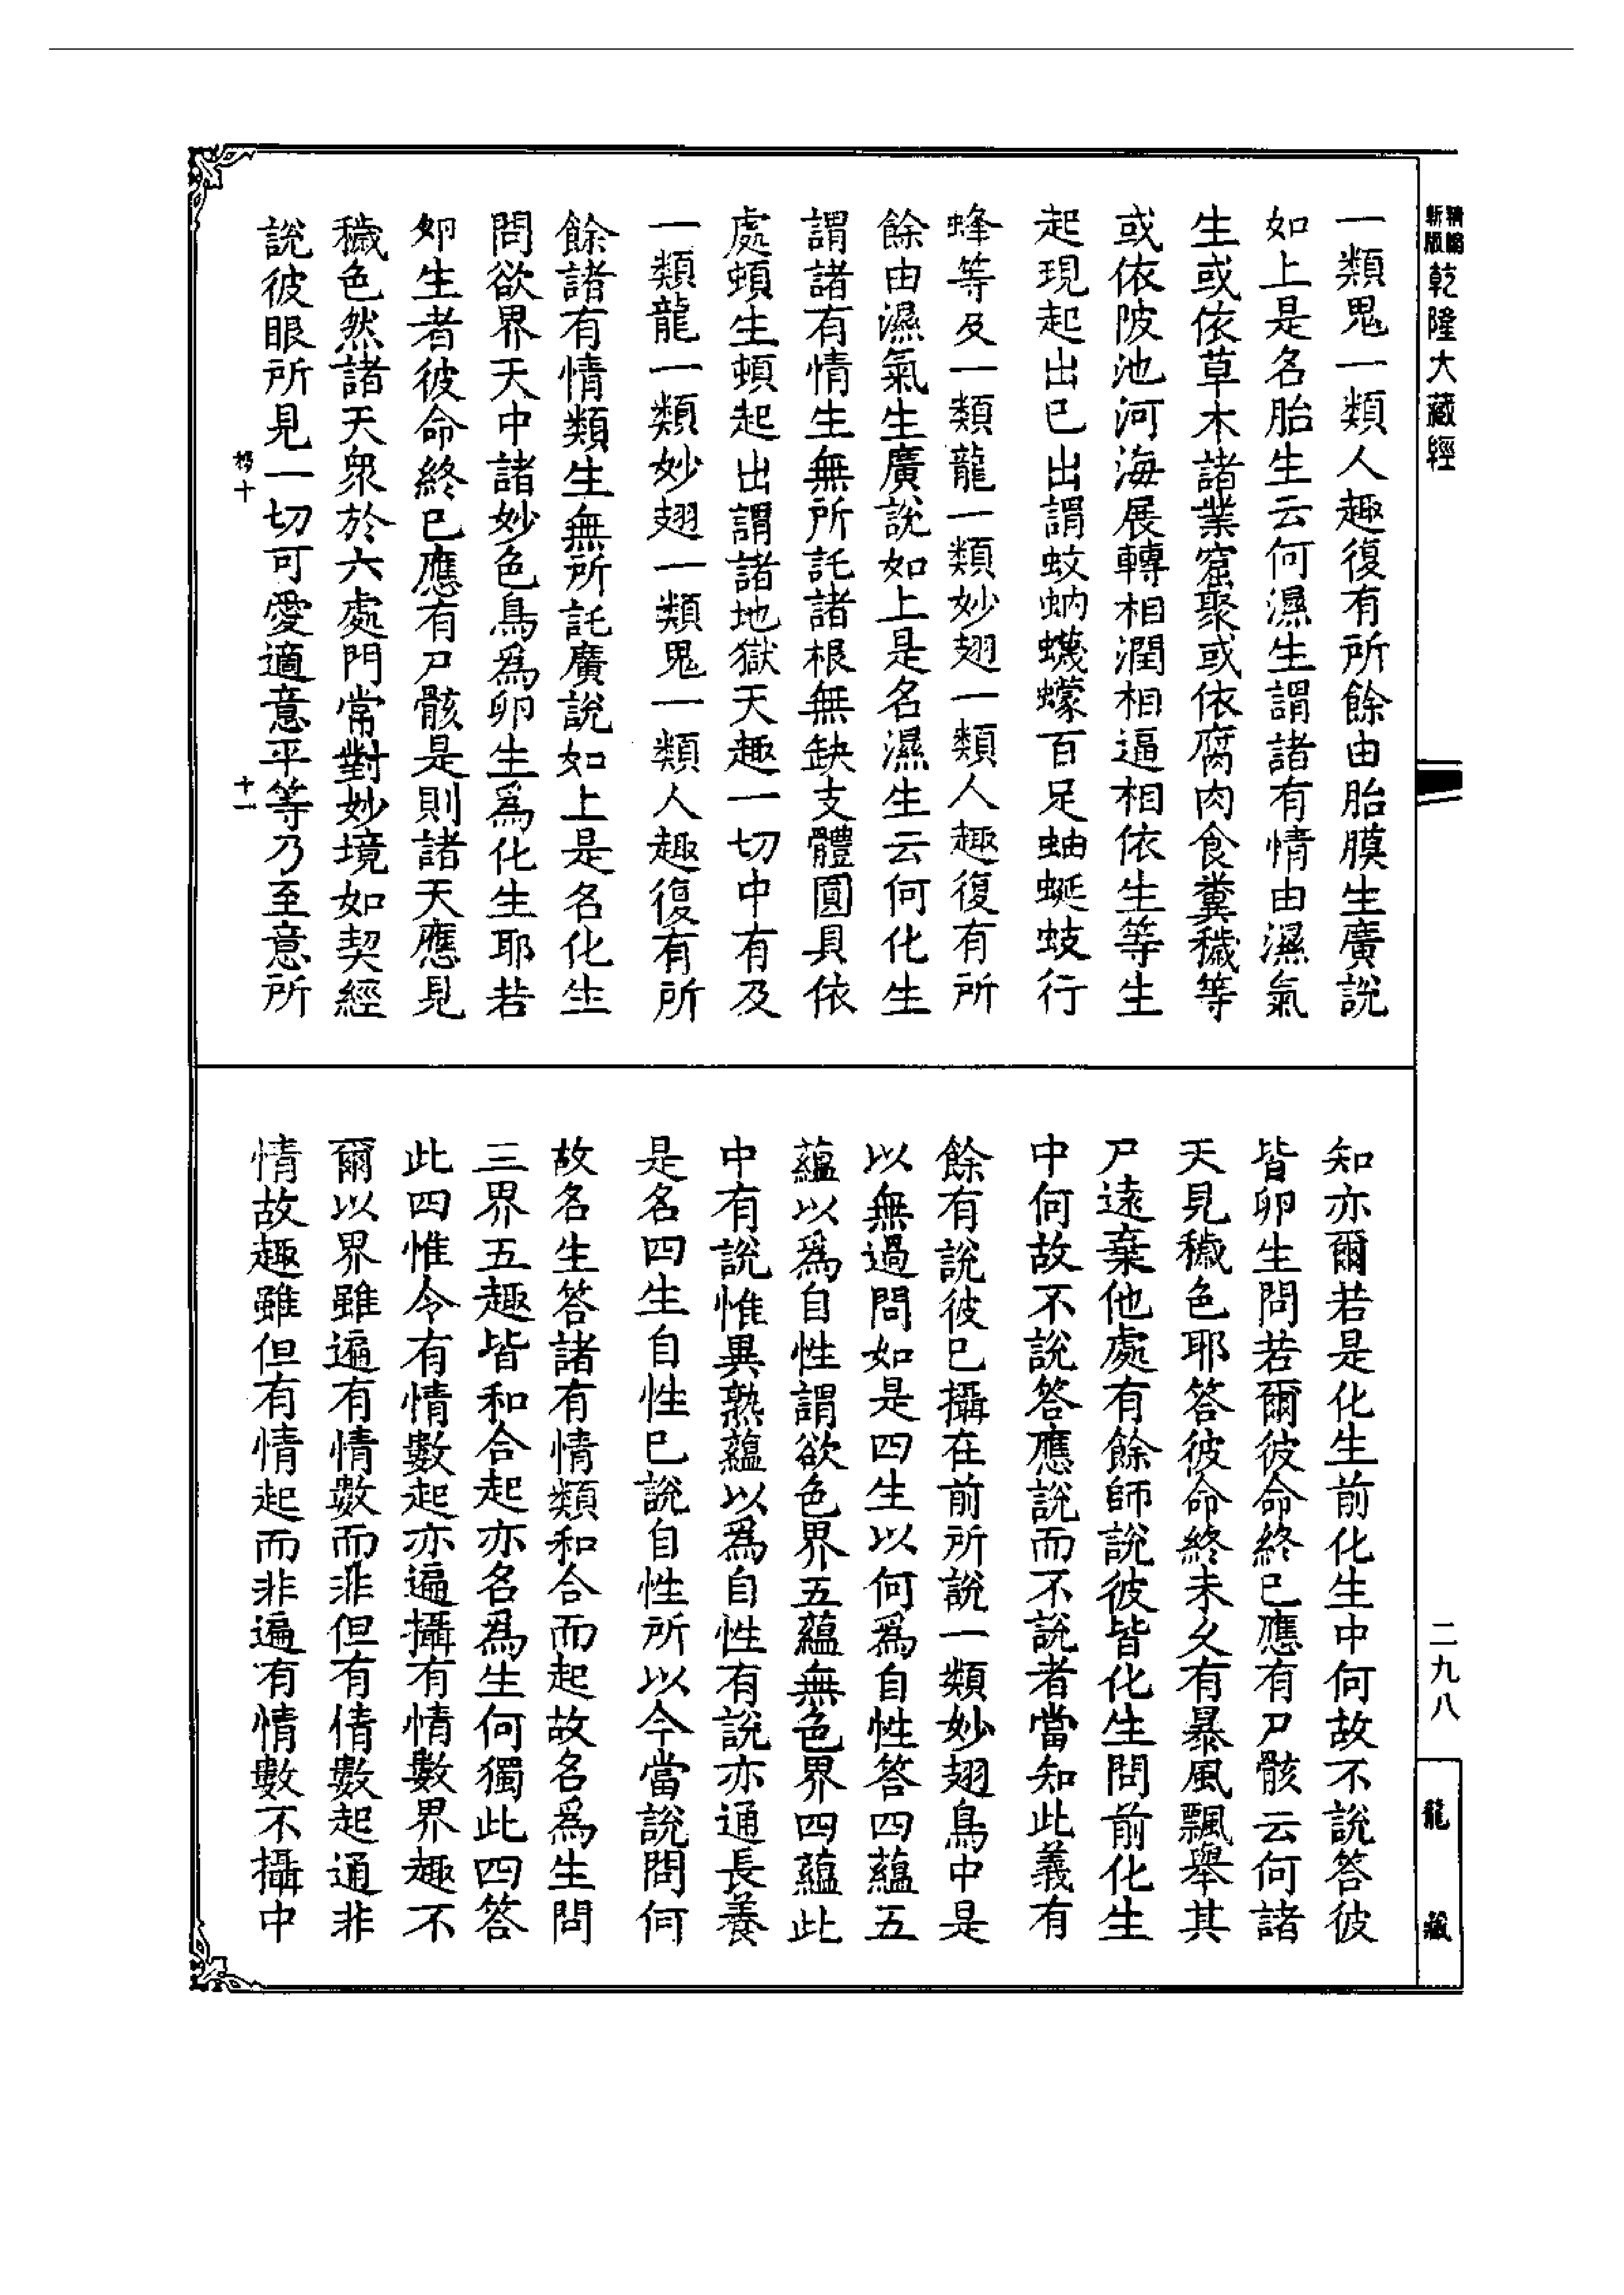 精縮新版乾隆大藏經
一類鬼一類人趣復有所餘由胎膜生廣說
如上是名胎生云何濕生謂諸有情由濕氣
生或依草木諸業窟聚或依腐肉食糞穢等
或依陂池河海展轉相潤相逼相依生等生
起現起出已出謂蚊蚋蠛蠓百足蚰蜒蚑行
蜂等及一類龍一類妙翅一類人趣復有所
餘由濕氣生廣說如上是名濕生云何化生
謂諸有情生無所託諸根無缺支體圓具依
處頓生頓起出謂諸地獄天趣一切中有及
一類龍一類妙翅一類鬼一類人趣復有所
餘諸有情類生無所託廣說如上是名化生
問欲界天中諸妙色鳥爲卵生爲化生耶若
卵生者彼命終已應有尸骸是則諸天應見
穢色然諸天衆於六處門常對妙境如契經
說彼眼所見一切可愛適意平等乃至意所
十
十一
知亦爾若是化生前化生中何故不說答彼
皆卵生問若爾彼命終已應有尸骸云何諸
天見穢色耶答彼命終未久有暴風飄舉其
尸遠棄他處有餘師說彼皆化生問前化生
中何故不說答應說而不說者當知此義有
餘有說彼已攝在前所說一類妙翅鳥中是
以無過問如是四生以何爲自性答四蘊五
蘊以爲自性謂欲色界五蘊無色界四蘊此
中有說惟異熟蘊以爲自性有說亦通長養
是名四生自性已說自性所以今當說問何
故名生答諸有情類和合而起故名爲生問
三界五趣皆和合起亦名爲生何獨此四答
此四惟令有情數起亦遍攝有情數界趣不
爾以界雖遍有情數而非但有情數起通非
情故趣雖但有情起而非遍有情數不攝中
二九八
龍藏